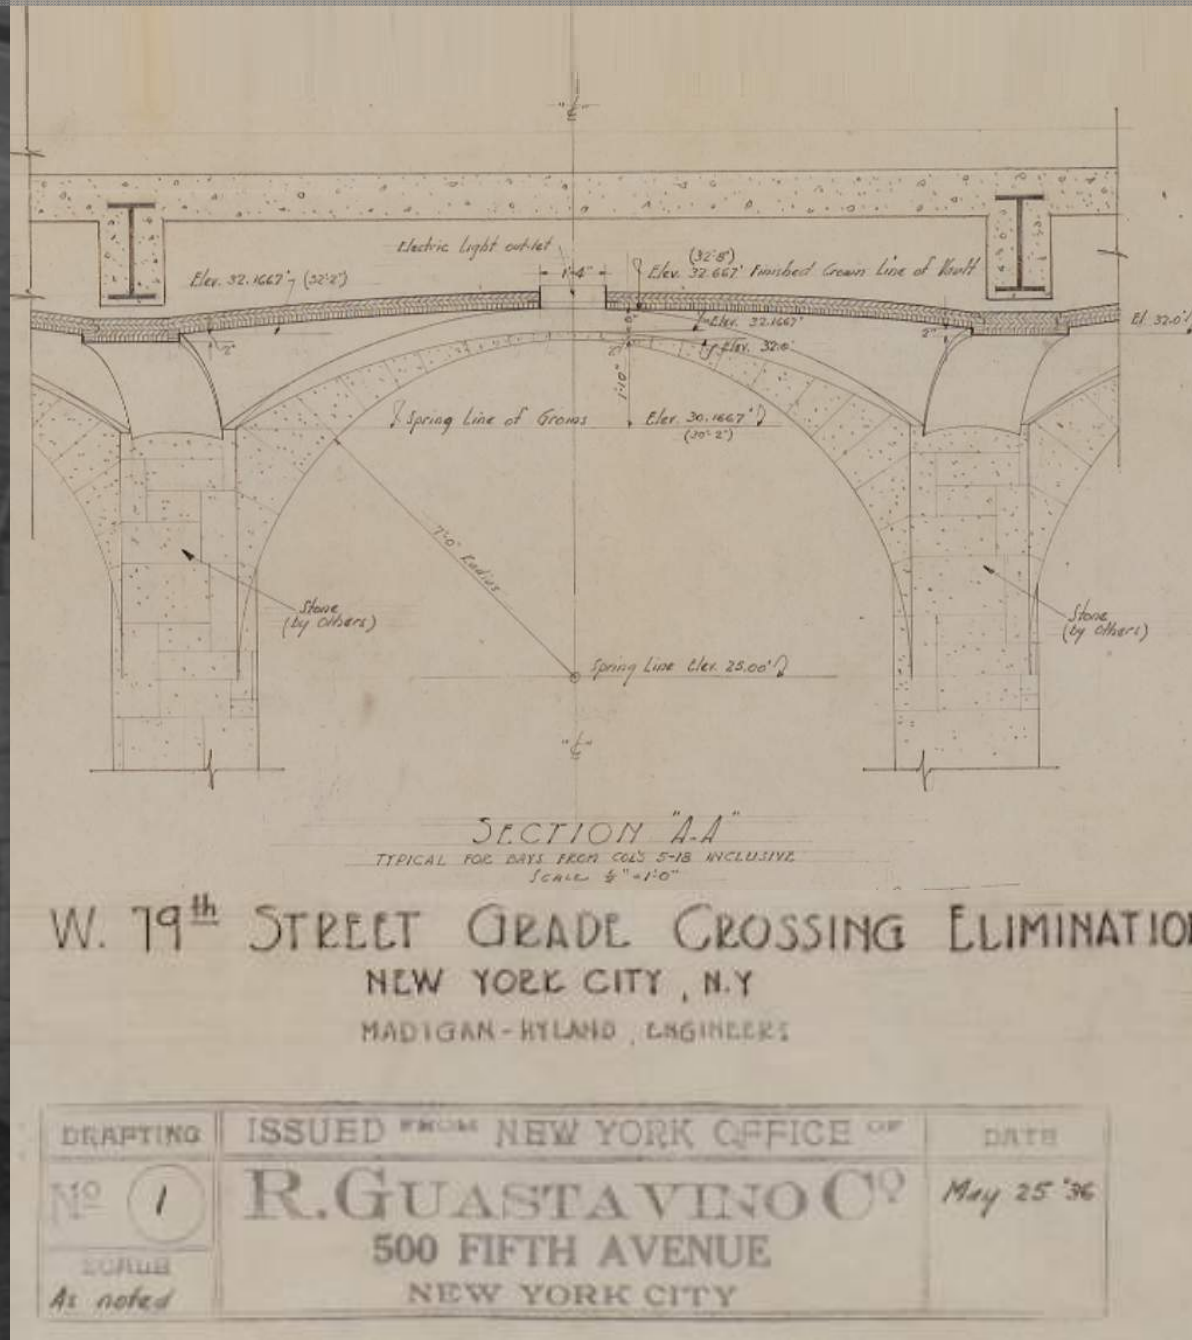 "℄"
Electric Light outlet
1'-4"
(32'-8")
Elev. 32.667' Finished Crown Line of Vault
Elev. 32.1667' (32'-2")
Elev. 32.1667'
El. 32.0'
2"
2"
Elev. 32.0'
1'-10"
Spring Line of Groins
Elev. 30.1667'
(30'-2")
7'-0" Radius
Stone
(by Others)
Stone
(by Others)
Spring Line Elev. 25.00'
"℄"
SECTION "A-A"
TYPICAL FOR BAYS FROM COL'S 5-18 INCLUSIVE
SCALE ½" = 1'-0"
W. 79th STREET GRADE CROSSING ELIMINATION
NEW YORK CITY, N.Y
MADIGAN-HYLAND, ENGINEERS
DRAFTING
ISSUED FROM NEW YORK OFFICE OF
DATE
No 1
R. GUASTAVINO Co
May 25 '36
500 FIFTH AVENUE
SCALE
As noted
NEW YORK CITY